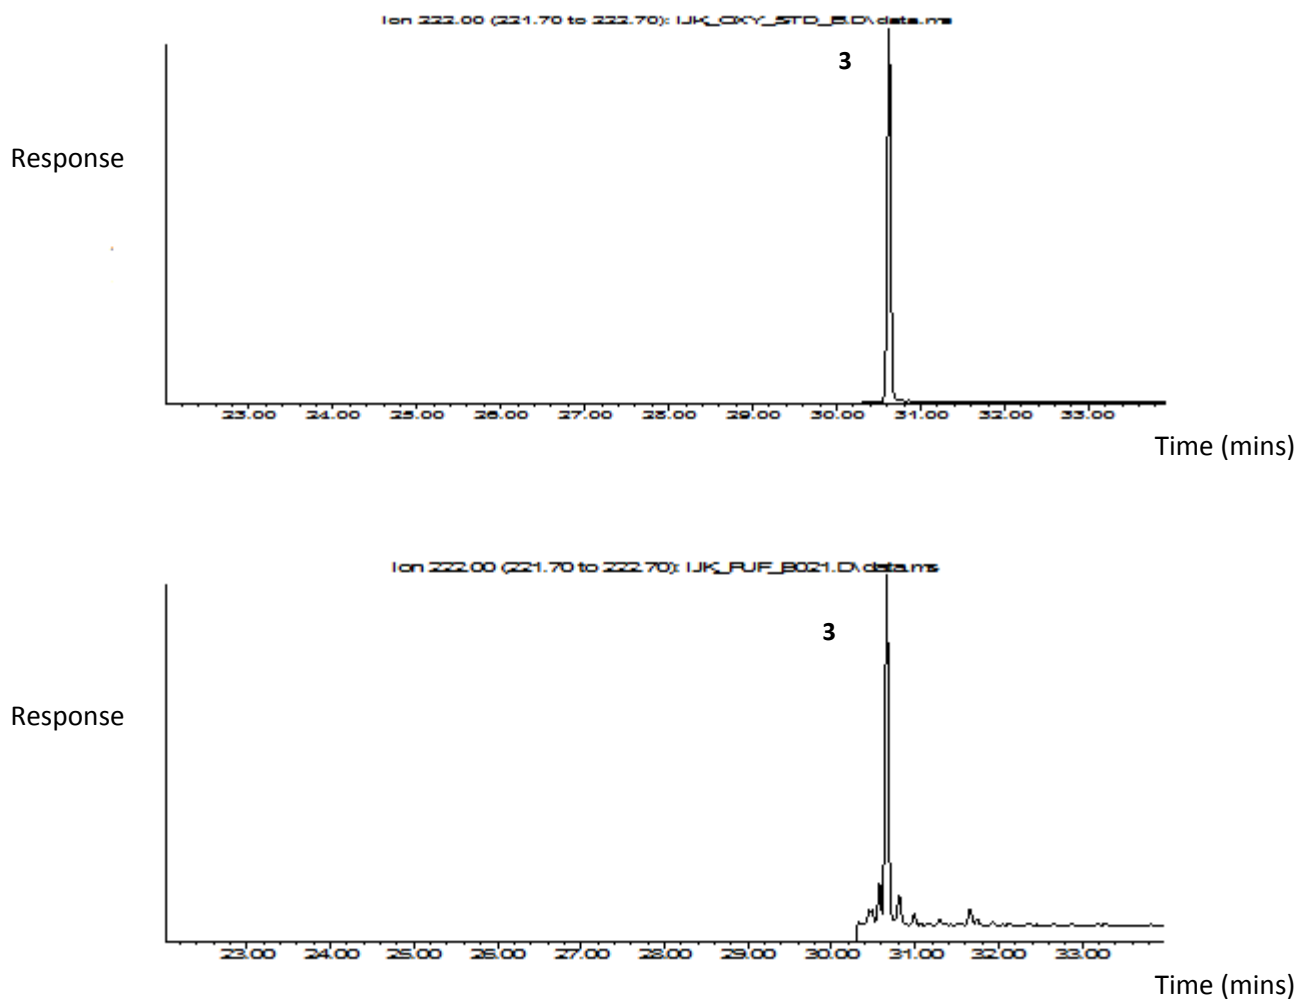 Ion 222.00 (221.70 to 222.70): IJK_OXY_STD_B.D\data.ms
3
Response
23.00 24.00 25.00 26.00 27.00 28.00 29.00 30.00 31.00 32.00 33.00
Time (mins)
Ion 222.00 (221.70 to 222.70): IJK_FUF_B021.D\data.ms
3
Response
23.00 24.00 25.00 26.00 27.00 28.00 29.00 30.00 31.00 32.00 33.00
Time (mins)